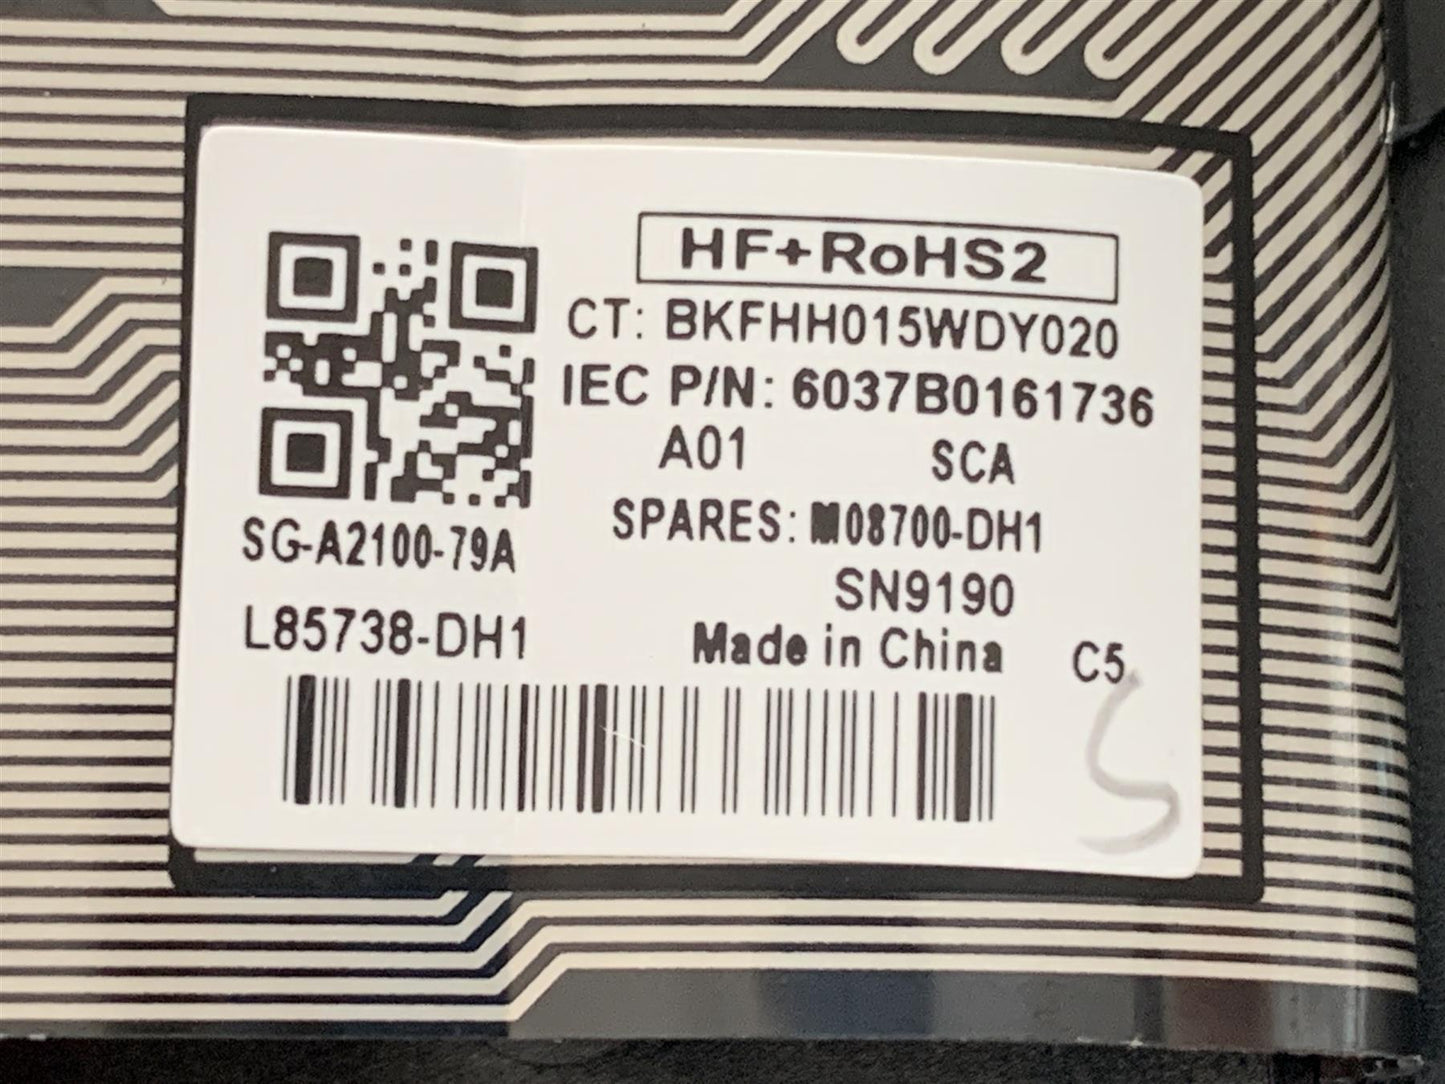 HF+RoHS2
CT: BKFHH015WDY020
IEC P/N: 6037B0161736
A01 SCA
SPARES: M08700-DH1
SG-A2100-79A
SN9190
L85738-DH1
Made in China C5